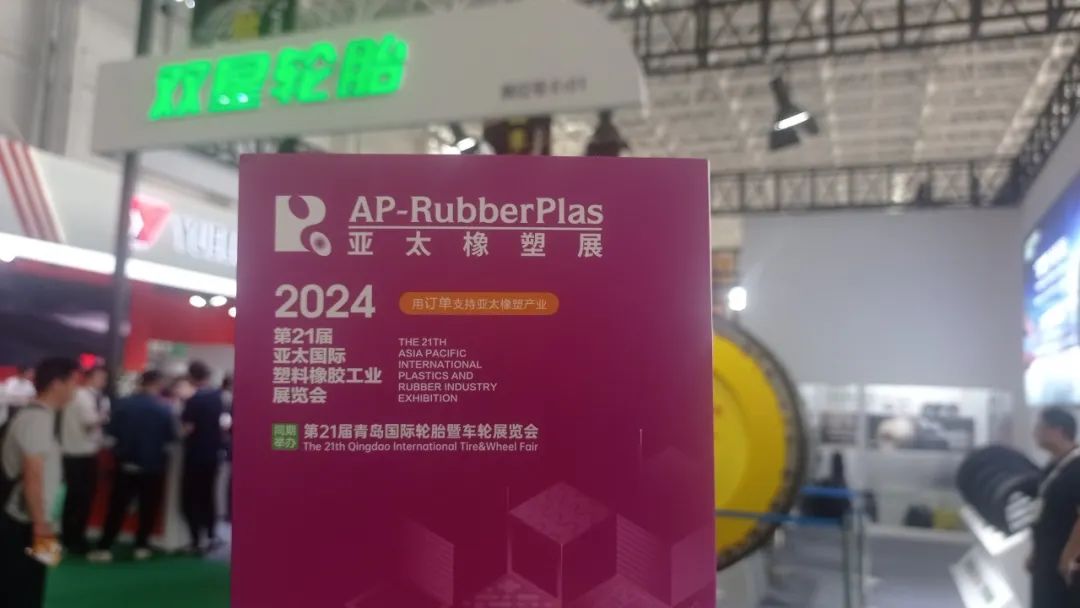 双星轮胎
AP-RubberPlas
亚太橡塑展
2024
用订单支持亚太橡塑产业
第21届
亚太国际
塑料橡胶工业
展览会
THE 21TH
ASIA PACIFIC
INTERNATIONAL
PLASTICS AND
RUBBER INDUSTRY
EXHIBITION
同期
举办
第21届青岛国际轮胎暨车轮展览会
The 21th Qingdao International Tire&Wheel Fair